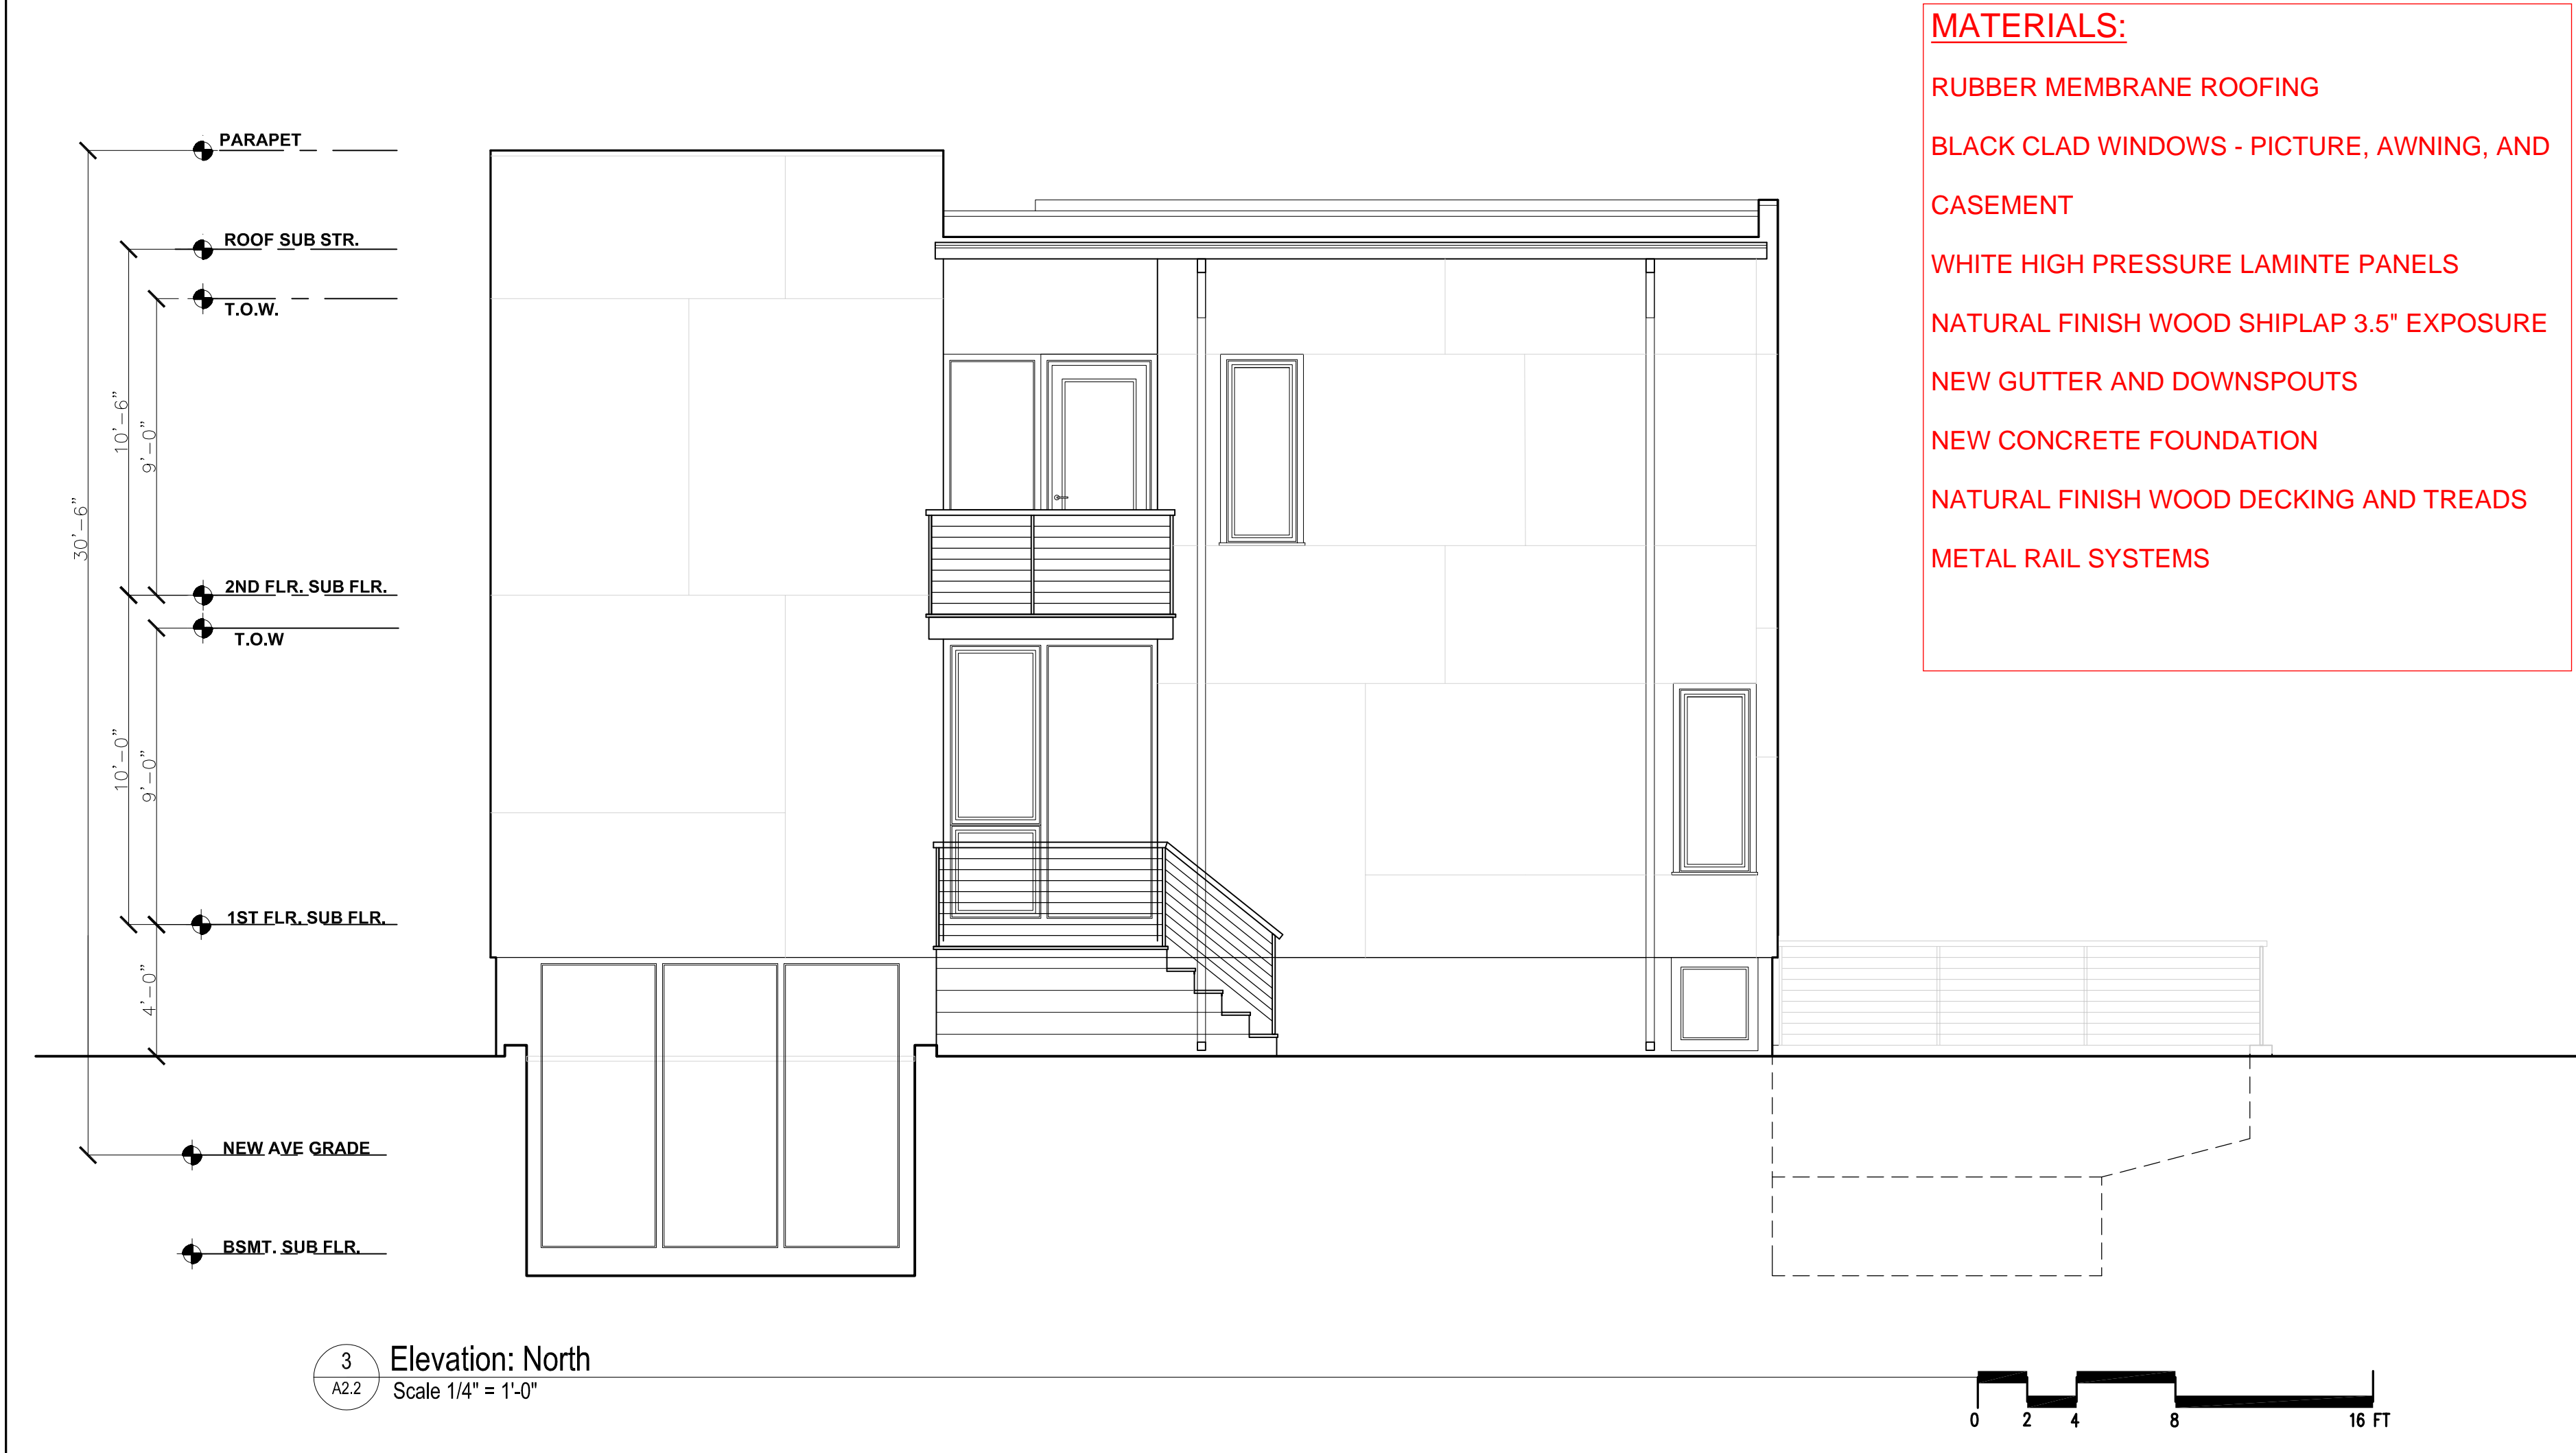 MATERIALS:
RUBBER MEMBRANE ROOFING
BLACK CLAD WINDOWS - PICTURE, AWNING, AND
CASEMENT
WHITE HIGH PRESSURE LAMINTE PANELS
NATURAL FINISH WOOD SHIPLAP 3.5" EXPOSURE
NEW GUTTER AND DOWNSPOUTS
NEW CONCRETE FOUNDATION
NATURAL FINISH WOOD DECKING AND TREADS
METAL RAIL SYSTEMS
PARAPET
ROOF SUB STR.
T.O.W.
10'-6"
9'-0"
30'-6"
2ND FLR. SUB FLR.
T.O.W
10'-0"
9'-0"
1ST FLR. SUB FLR.
4'-0"
NEW AVE GRADE
BSMT. SUB FLR.
3
A2.2
Elevation: North
Scale 1/4" = 1'-0"
0 2 4 8 16 FT